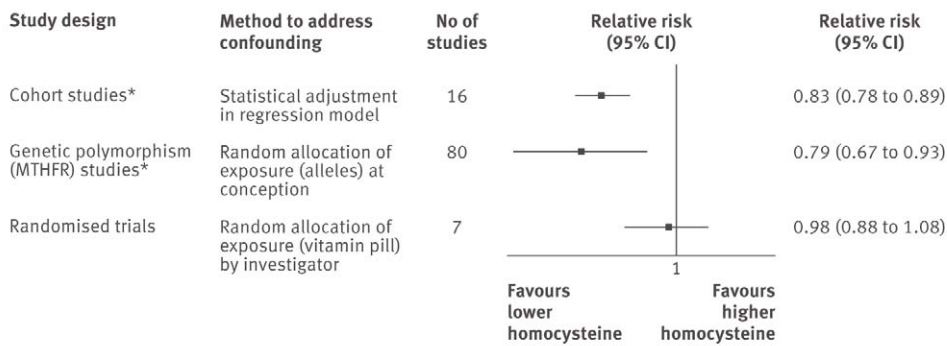 Study design Method to address confounding No of studies Relative risk (95% CI) Relative risk (95% CI)
Cohort studies* Statistical adjustment in regression model 16 0.83 (0.78 to 0.89)
Genetic polymorphism (MTHFR) studies* Random allocation of exposure (alleles) at conception 80 0.79 (0.67 to 0.93)
Randomised trials Random allocation of exposure (vitamin pill) by investigator 7 0.98 (0.88 to 1.08)
1
Favours lower homocysteine Favours higher homocysteine